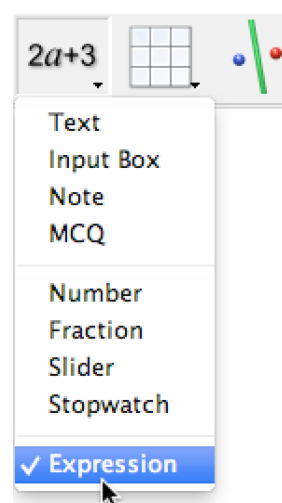 2a+3
Text
Input Box
Note
MCQ
Number
Fraction
Slider
Stopwatch
✓ Expression